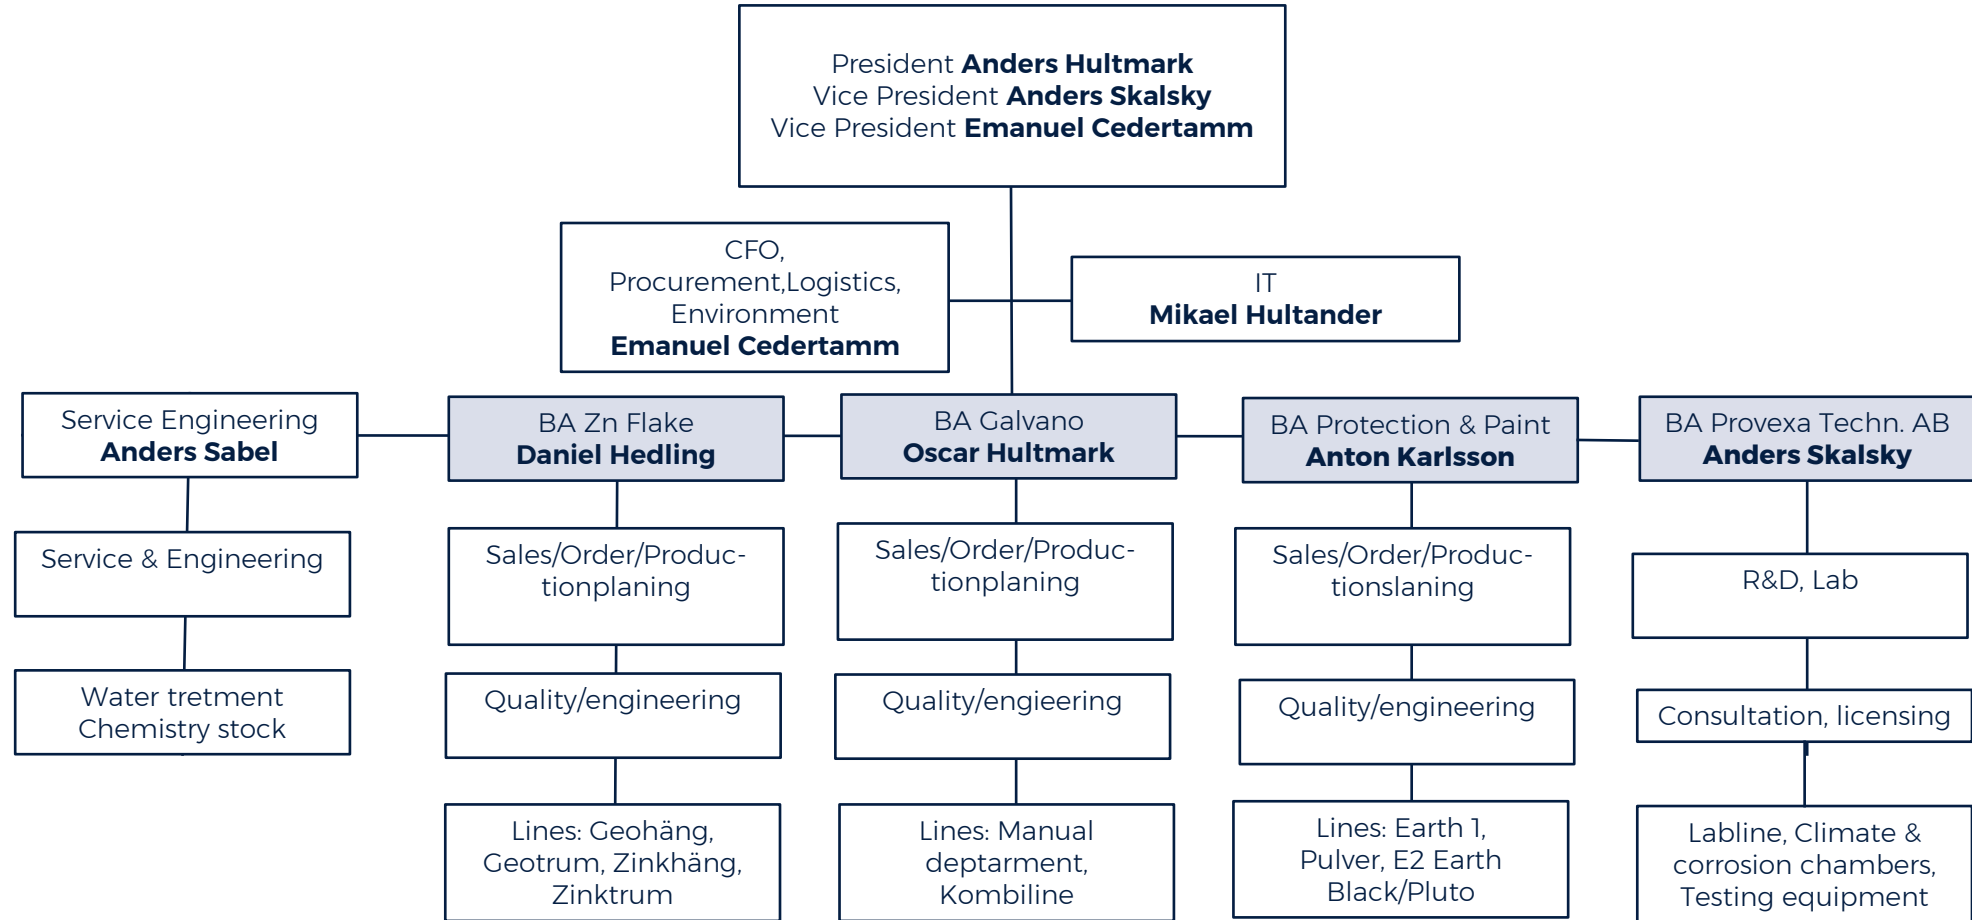 President Anders Hultmark
Vice President Anders Skalsky
Vice President Emanuel Cedertamm
CFO,
Procurement,Logistics,
Environment
Emanuel Cedertamm
IT
Mikael Hultander
Service Engineering
Anders Sabel
BA Zn Flake
Daniel Hedling
BA Galvano
Oscar Hultmark
BA Protection & Paint
Anton Karlsson
BA Provexa Techn. AB
Anders Skalsky
Service & Engineering
Sales/Order/Produc-
tionplaning
Sales/Order/Produc-
tionplaning
Sales/Order/Produc-
tionslaning
R&D, Lab
Water tretment
Chemistry stock
Quality/engineering
Quality/engieering
Quality/engineering
Consultation, licensing
Lines: Geohäng,
Geotrum, Zinkhäng,
Zinktrum
Lines: Manual
deptarment,
Kombiline
Lines: Earth 1,
Pulver, E2 Earth
Black/Pluto
Labline, Climate &
corrosion chambers,
Testing equipment